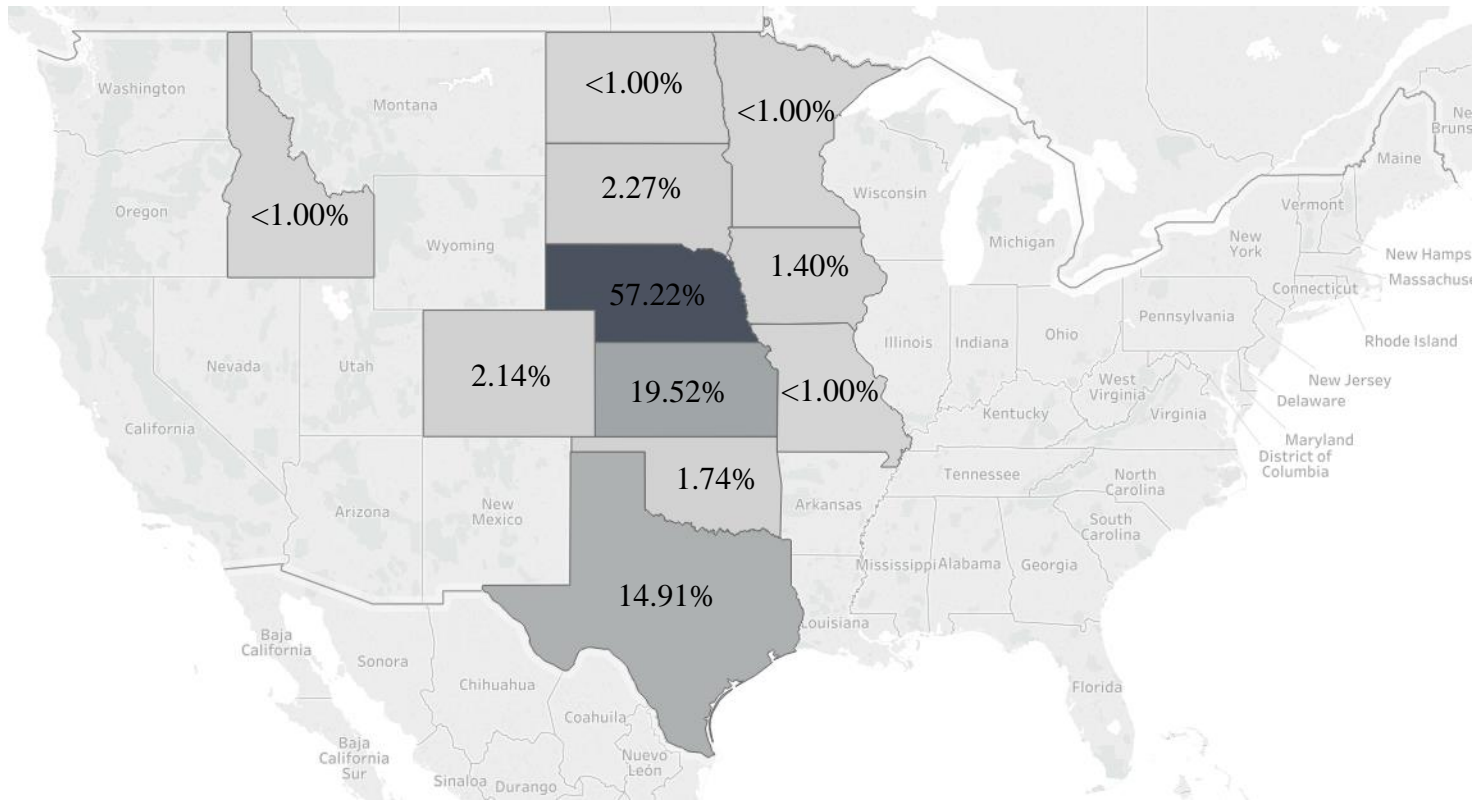 <1.00%
Washington
Montana
<1.00%
Ne
Bruns
Maine
2.27%
Wisconsin
Oregon
<1.00%
Vermont
Wyoming
Michigan
New
York
New Hamps
1.40%
Massachuse
Connecticut
57.22%
Pennsylvania
Rhode Island
Nevada
Utah
2.14%
19.52%
<1.00%
Illinois
Indiana
Ohio
West
Virginia
New Jersey
Delaware
Kentucky
Virginia
California
Maryland
District of
Columbia
1.74%
Tennessee
North
Carolina
Arizona
New
Mexico
Arkansas
South
Carolina
Mississippi
Alabama
Georgia
14.91%
Louisiana
Baja
California
Sonora
Chihuahua
Florida
Coahuila
Baja
California
Sur
Nuevo
León
Sinaloa
Durango